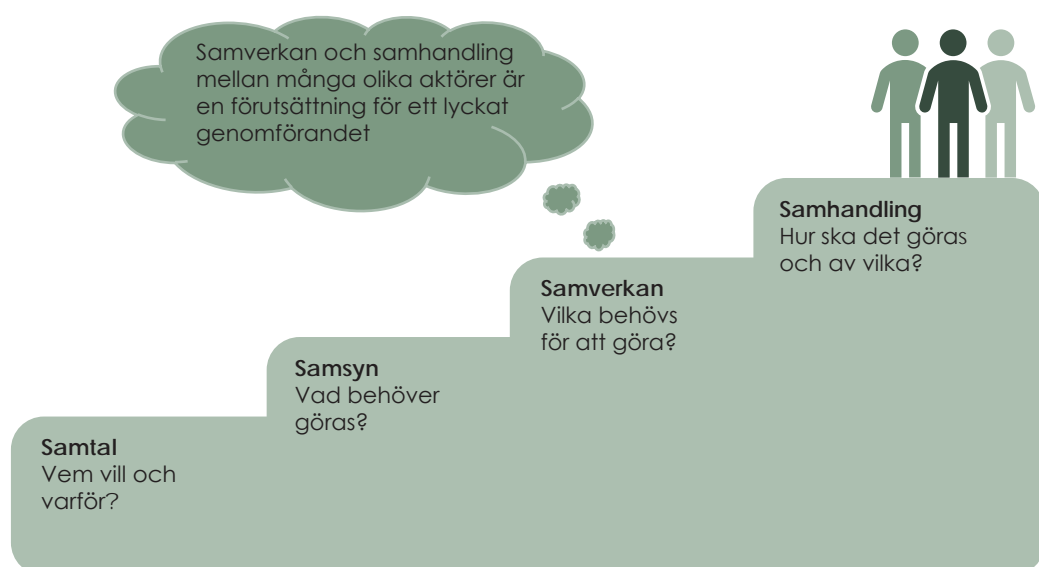 Samverkan och samhandling
mellan många olika aktörer är
en förutsättning för ett lyckat
genomförandet
Samhandling
Hur ska det göras
och av vilka?
Samverkan
Vilka behövs
för att göra?
Samsyn
Vad behöver
göras?
Samtal
Vem vill och
varför?